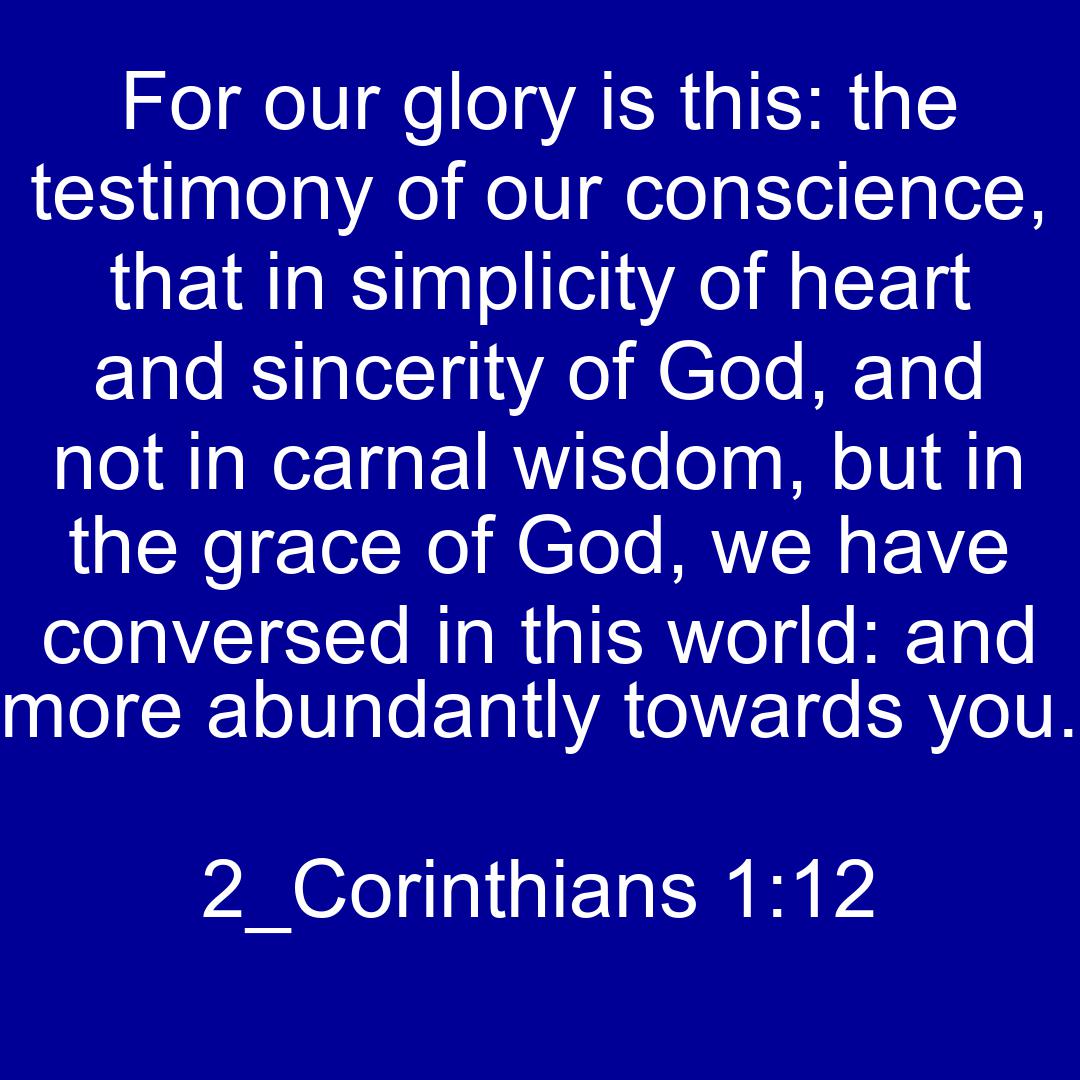 For our glory is this: the
testimony of our conscience,
that in simplicity of heart
and sincerity of God, and
not in carnal wisdom, but in
the grace of God, we have
conversed in this world: and
more abundantly towards you.
2_Corinthians 1:12